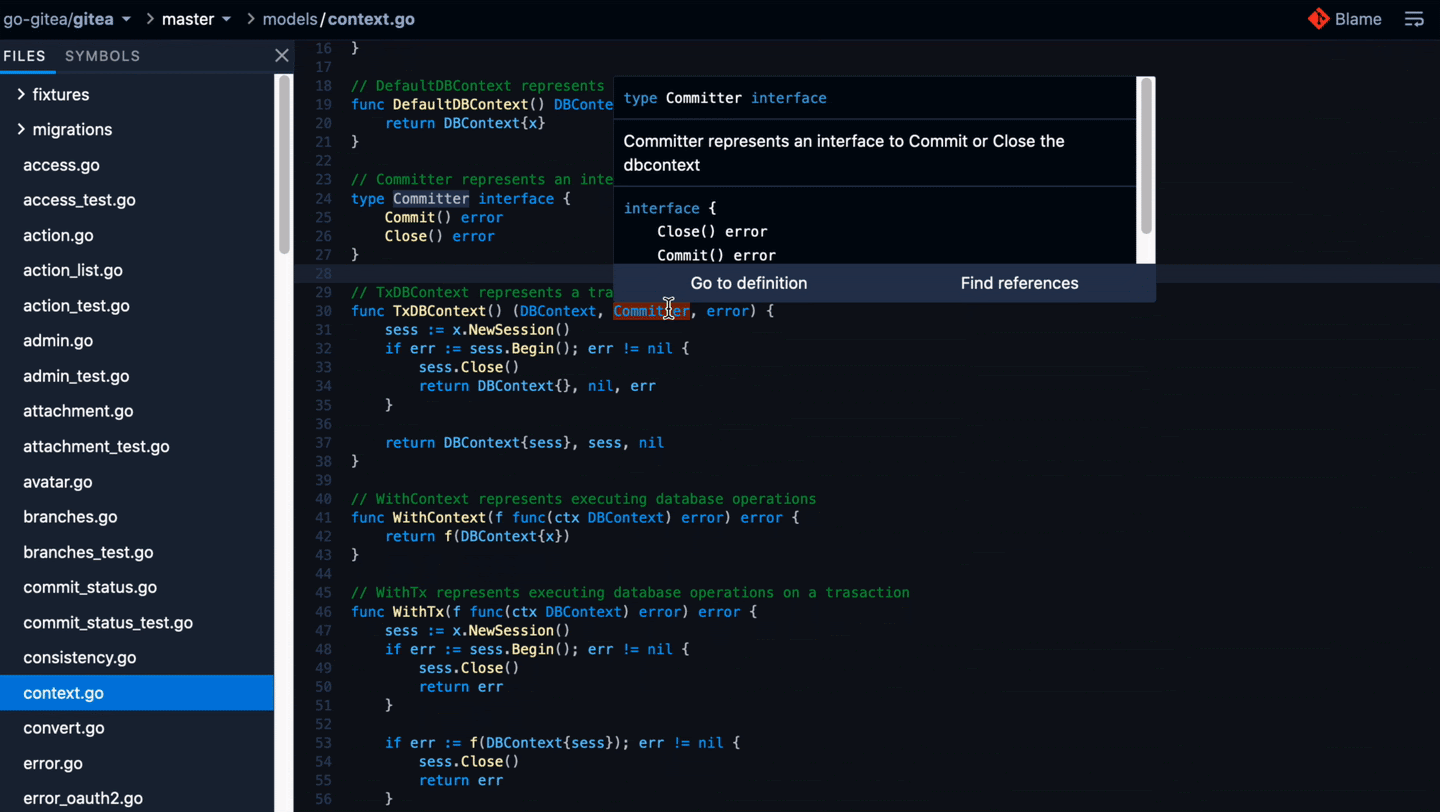 go-gitea/gitea > master > models/context.go
Blame
FILES SYMBOLS
fixtures
migrations
access.go
access_test.go
action.go
action_list.go
action_test.go
admin.go
admin_test.go
attachment.go
attachment_test.go
avatar.go
branches.go
branches_test.go
commit_status.go
commit_status_test.go
consistency.go
context.go
convert.go
error.go
error_oauth2.go
16 }
17
18 // DefaultDBContext represents
19 func DefaultDBContext() DBConte
20     return DBContext{x}
21 }
22
23 // Committer represents an inte
24 type Committer interface {
25     Commit() error
26     Close() error
27 }
28
29 // TxDBContext represents a tra
30 func TxDBContext() (DBContext, Committer, error) {
31     sess := x.NewSession()
32     if err := sess.Begin(); err != nil {
33         sess.Close()
34         return DBContext{}, nil, err
35     }
36
37     return DBContext{sess}, sess, nil
38 }
39
40 // WithContext represents executing database operations
41 func WithContext(f func(ctx DBContext) error) error {
42     return f(DBContext{x})
43 }
44
45 // WithTx represents executing database operations on a trasaction
46 func WithTx(f func(ctx DBContext) error) error {
47     sess := x.NewSession()
48     if err := sess.Begin(); err != nil {
49         sess.Close()
50         return err
51     }
52
53     if err := f(DBContext{sess}); err != nil {
54         sess.Close()
55         return err
56     }
type Committer interface
Committer represents an interface to Commit or Close the
dbcontext
interface {
    Close() error
    Commit() error
Go to definition Find references